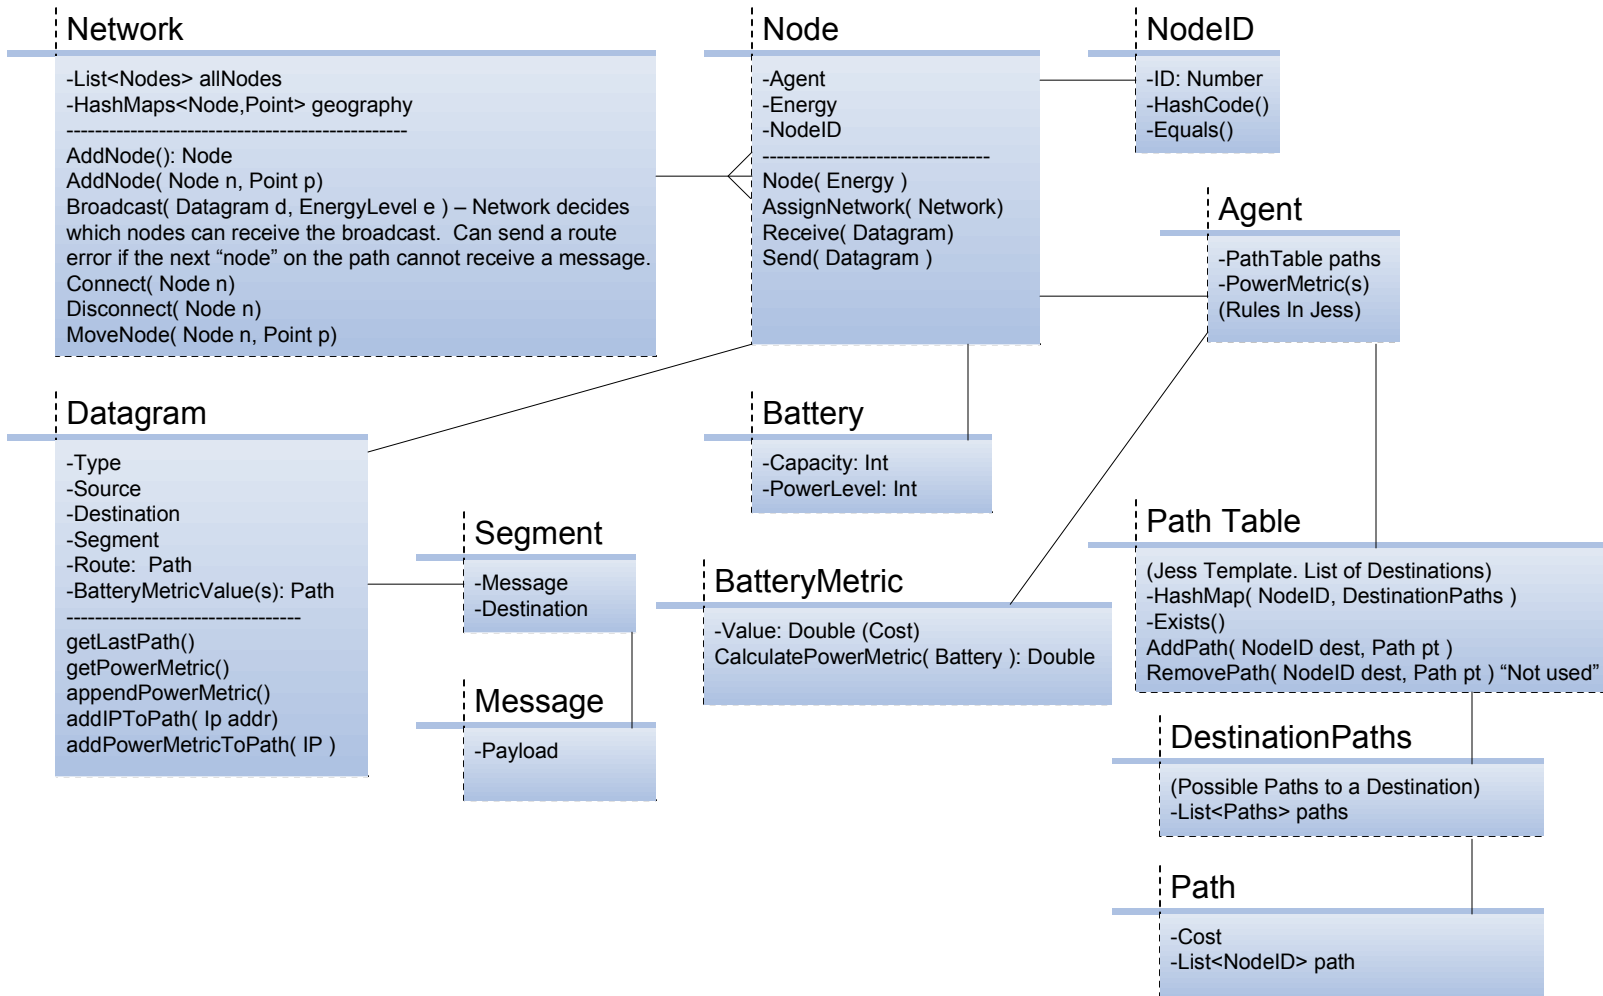 Network
-List<Nodes> allNodes
-HashMaps<Node,Point> geography
------------------------------------------------
AddNode(): Node
AddNode( Node n, Point p)
Broadcast( Datagram d, EnergyLevel e ) – Network decides
which nodes can receive the broadcast.  Can send a route
error if the next “node” on the path cannot receive a message.
Connect( Node n)
Disconnect( Node n)
MoveNode( Node n, Point p)
Node
-Agent
-Energy
-NodeID
--------------------------------
Node( Energy )
AssignNetwork( Network)
Receive( Datagram)
Send( Datagram )
NodeID
-ID: Number
-HashCode()
-Equals()
Agent
-PathTable paths
-PowerMetric(s)
(Rules In Jess)
Datagram
-Type
-Source
-Destination
-Segment
-Route:  Path
-BatteryMetricValue(s): Path
---------------------------------
getLastPath()
getPowerMetric()
appendPowerMetric()
addIPToPath( Ip addr)
addPowerMetricToPath( IP )
Battery
-Capacity: Int
-PowerLevel: Int
Segment
-Message
-Destination
Message
-Payload
BatteryMetric
-Value: Double (Cost)
CalculatePowerMetric( Battery ): Double
Path Table
(Jess Template. List of Destinations)
-HashMap( NodeID, DestinationPaths )
-Exists()
AddPath( NodeID dest, Path pt )
RemovePath( NodeID dest, Path pt ) “Not used”
DestinationPaths
(Possible Paths to a Destination)
-List<Paths> paths
Path
-Cost
-List<NodeID> path